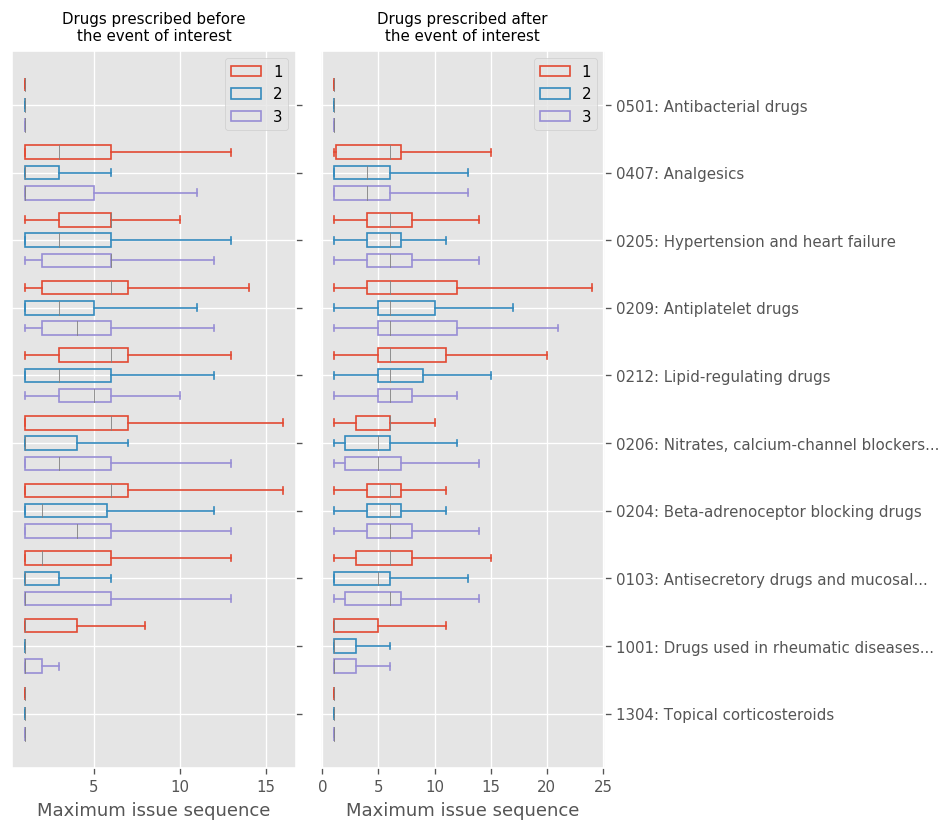 Drugs prescribed before
the event of interest
Drugs prescribed after
the event of interest
1
2
3
1
2
3
0501: Antibacterial drugs
0407: Analgesics
0205: Hypertension and heart failure
0209: Antiplatelet drugs
0212: Lipid-regulating drugs
0206: Nitrates, calcium-channel blockers...
0204: Beta-adrenoceptor blocking drugs
0103: Antisecretory drugs and mucosal...
1001: Drugs used in rheumatic diseases...
1304: Topical corticosteroids
5 10 15
0 5 10 15 20 25
Maximum issue sequence
Maximum issue sequence